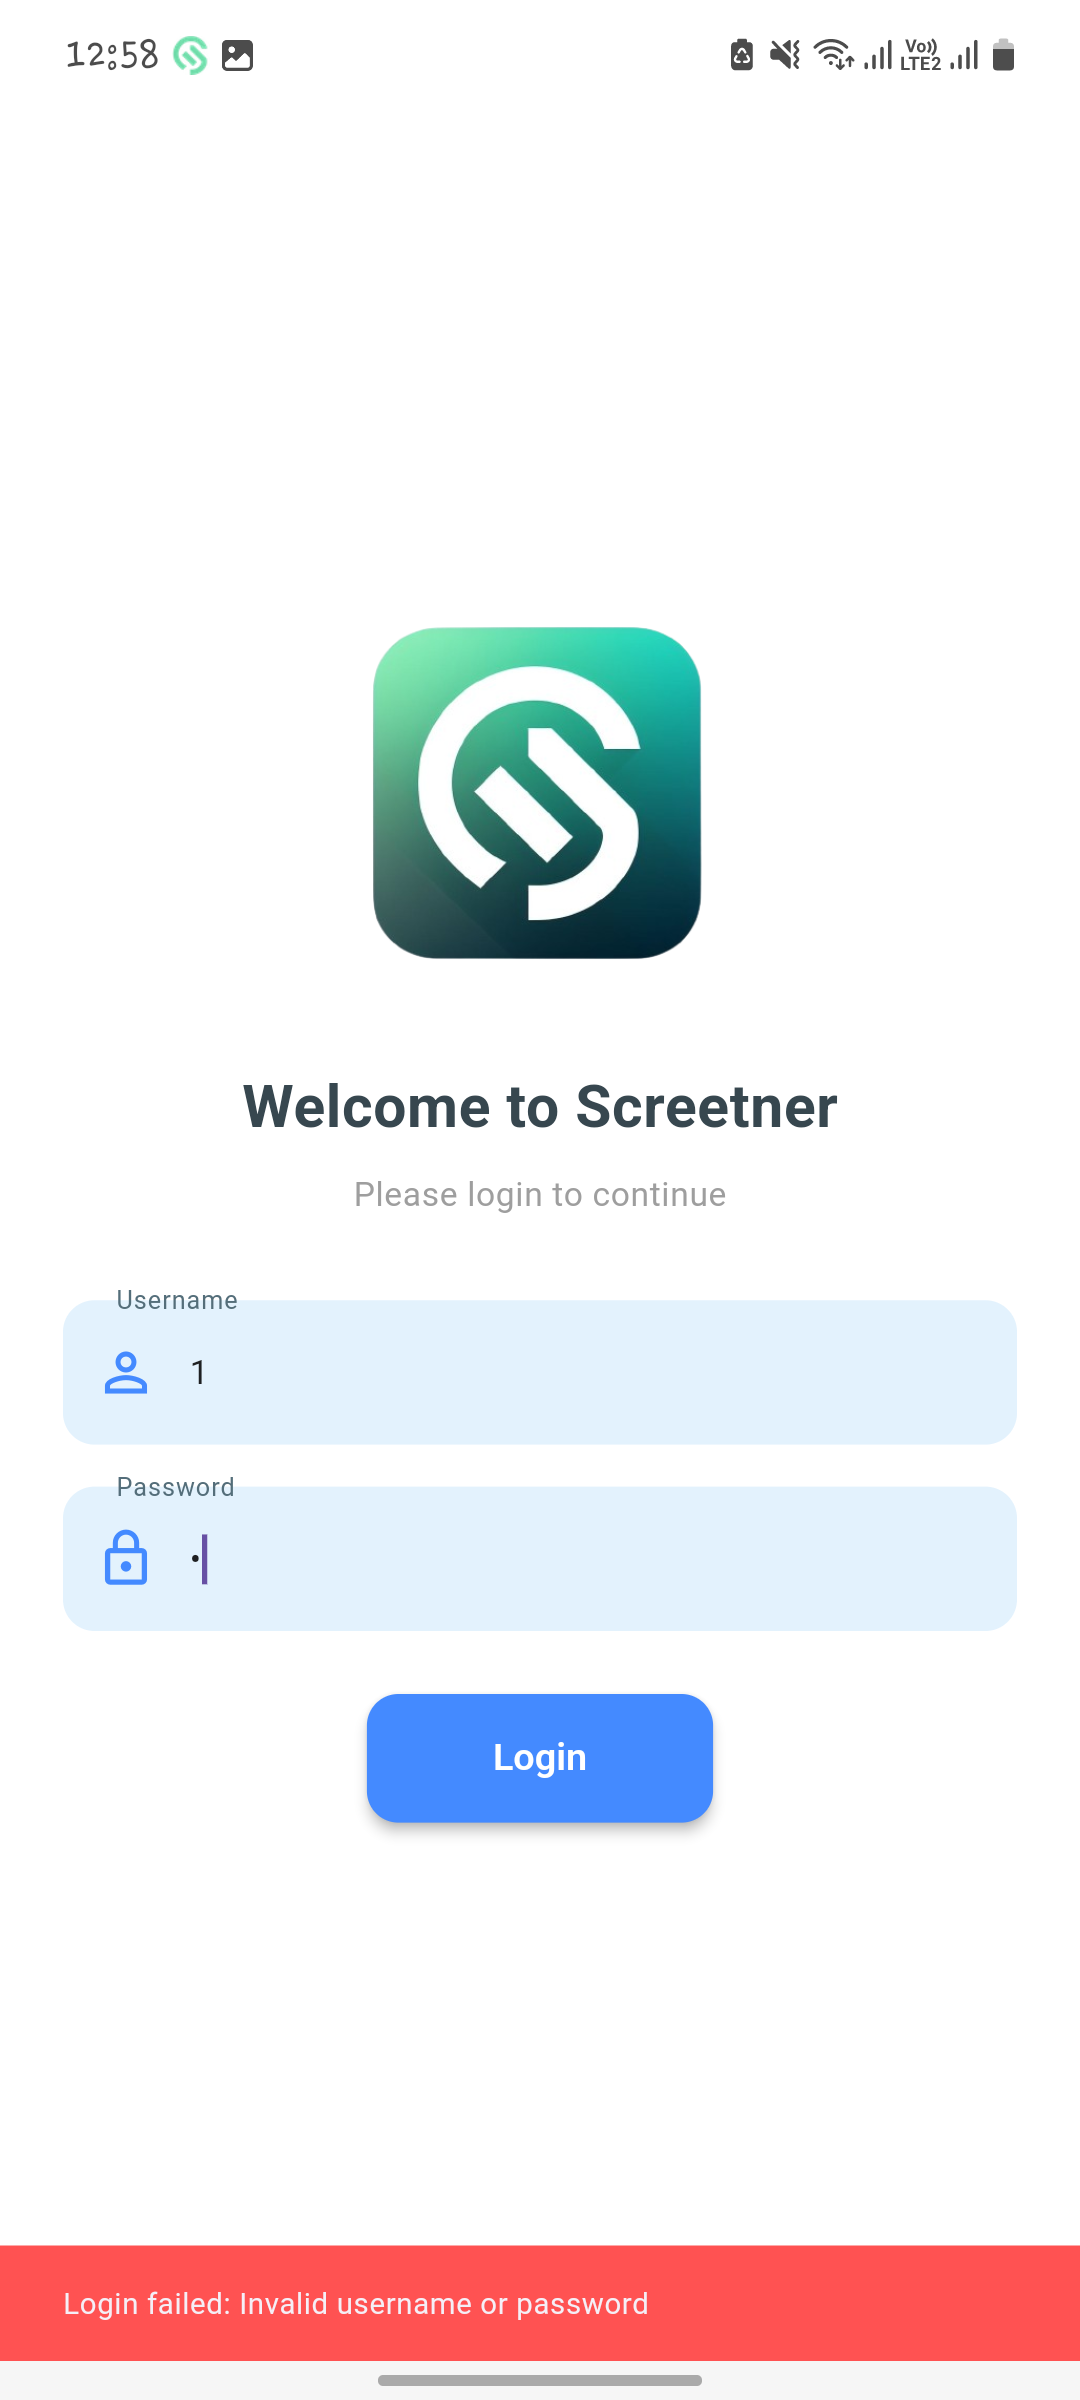 12:58
Vo))
LTE2
Welcome to Screetner
Please login to continue
Username
1
Password
•
Login
Login failed: Invalid username or password